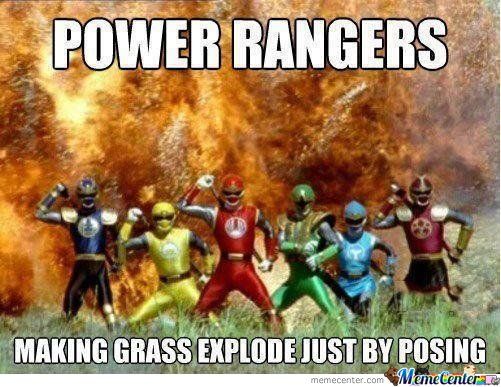 POWER RANGERS
MAKING GRASS EXPLODE JUST BY POSING
memecenter.com MemeCenter